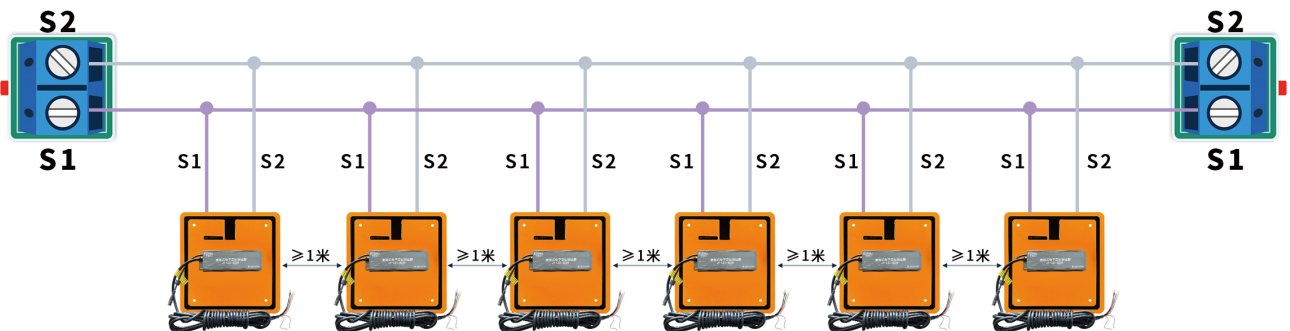 S2 S2
S1 S1
S1 S2 S1 S2 S1 S2 S1 S2 S1 S2 S1 S2
≥1米 ≥1米 ≥1米 ≥1米 ≥1米